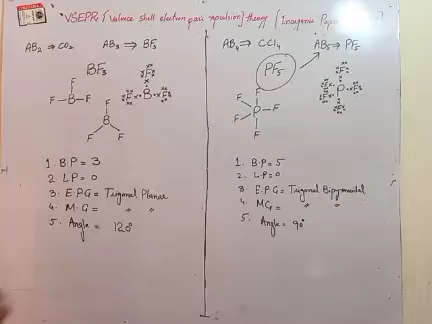 VSEPR {Valence Shell electron pair repulsion} theory (Inorganic
AB2 ⇒ CO2 AB3 ⇒ BF3
BF3
F
F — B — F
F
B
F F
F
F B F
1. B.P = 3
2. L.P = 0
3. E.P.G = Trigonal Planar
4. M.G = " "
5. Angle = 120°
AB4 ⇒ CCl4 AB5 ⇒ PF5
PF5
F
F P F
F F
F
F P F
F F
1. B.P = 5
2. L.P = 0
3. E.P.G = Trigonal Bipyramidal
4. MG = " "
5. Angle = 90°